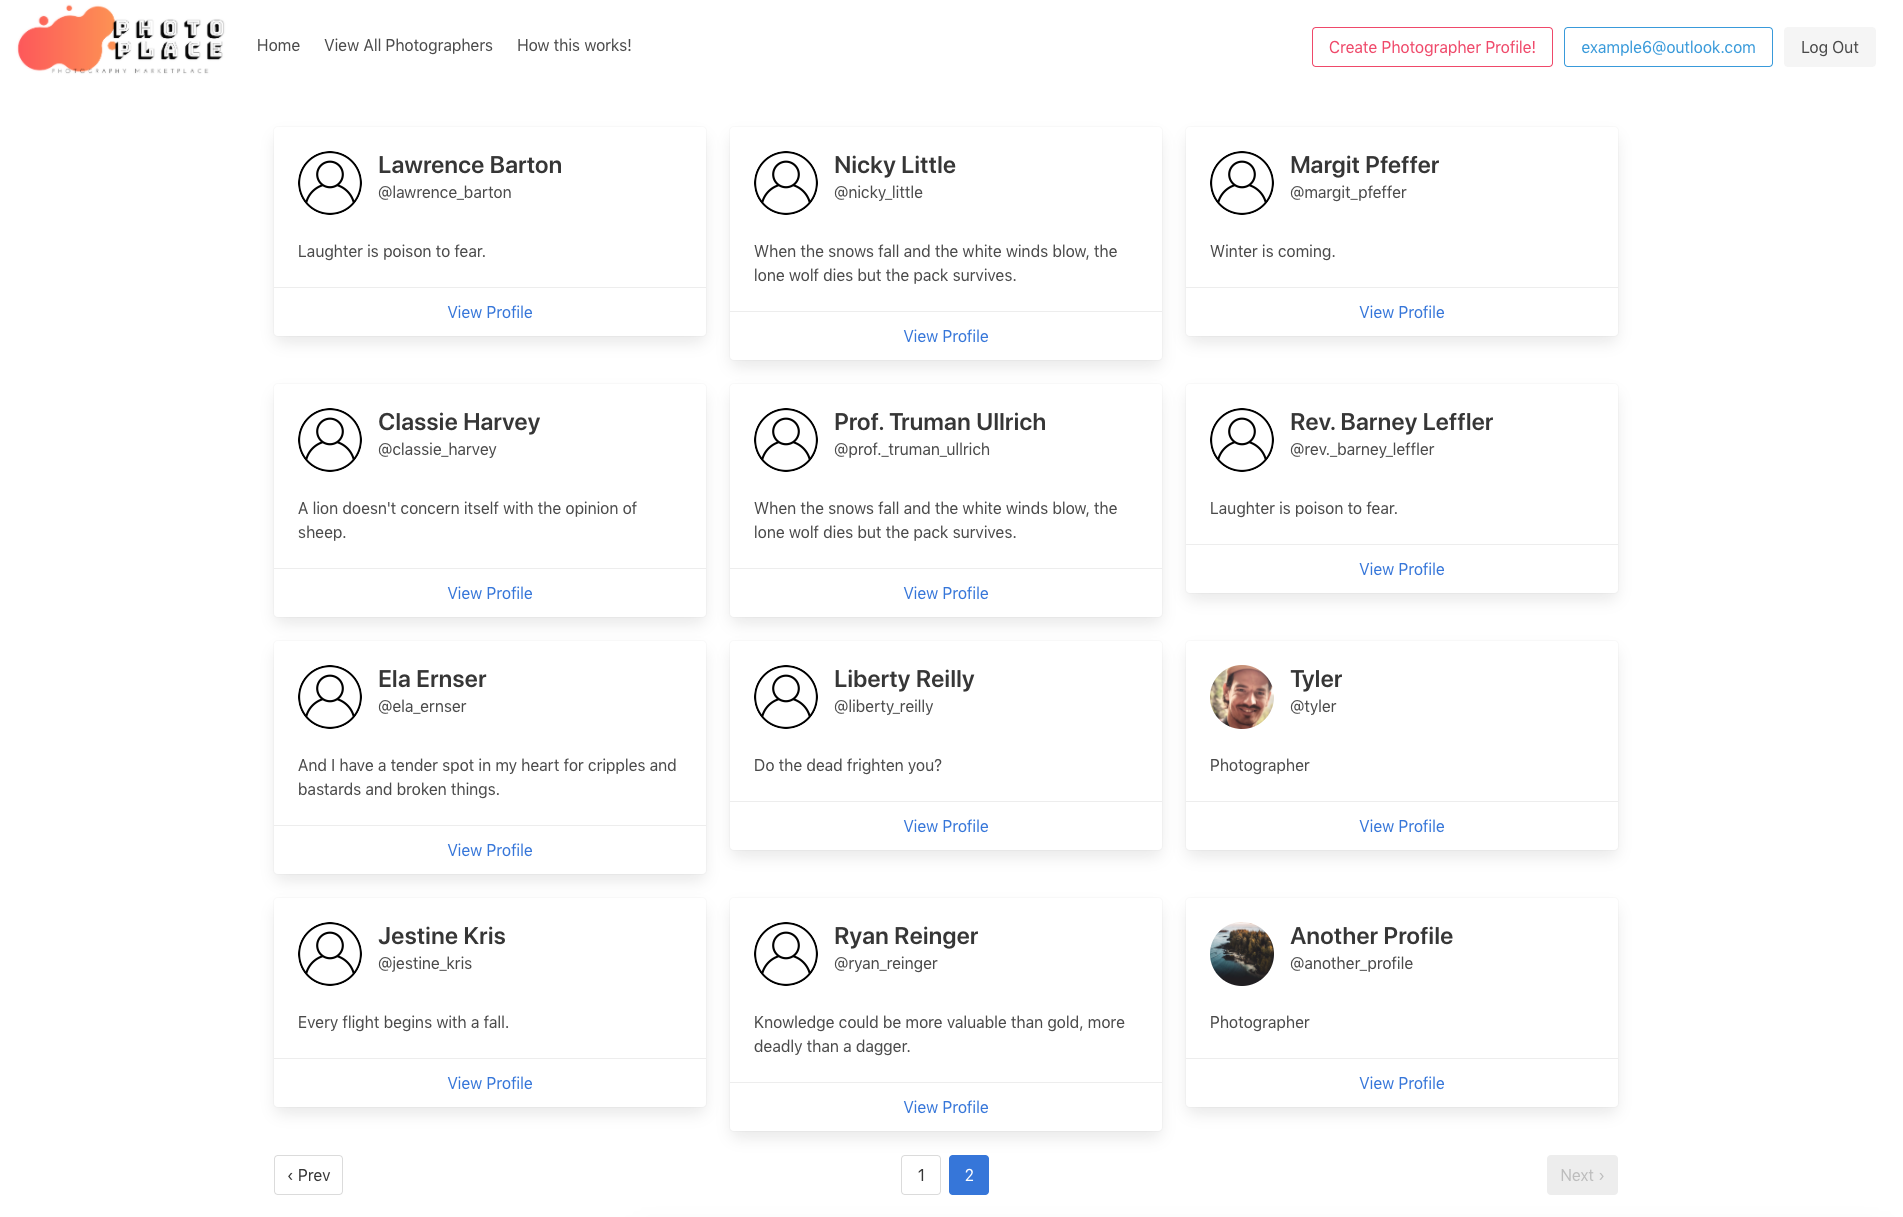 PHOTO
PLACE
PHOTOGRAPHY MARKETPLACE
Home View All Photographers How this works!
Create Photographer Profile! example6@outlook.com Log Out
Lawrence Barton
@lawrence_barton
Laughter is poison to fear.
View Profile
Nicky Little
@nicky_little
When the snows fall and the white winds blow, the
lone wolf dies but the pack survives.
View Profile
Margit Pfeffer
@margit_pfeffer
Winter is coming.
View Profile
Classie Harvey
@classie_harvey
A lion doesn't concern itself with the opinion of
sheep.
View Profile
Prof. Truman Ullrich
@prof._truman_ullrich
When the snows fall and the white winds blow, the
lone wolf dies but the pack survives.
View Profile
Rev. Barney Leffler
@rev._barney_leffler
Laughter is poison to fear.
View Profile
Ela Ernser
@ela_ernser
And I have a tender spot in my heart for cripples and
bastards and broken things.
View Profile
Liberty Reilly
@liberty_reilly
Do the dead frighten you?
View Profile
Tyler
@tyler
Photographer
View Profile
Jestine Kris
@jestine_kris
Every flight begins with a fall.
View Profile
Ryan Reinger
@ryan_reinger
Knowledge could be more valuable than gold, more
deadly than a dagger.
View Profile
Another Profile
@another_profile
Photographer
View Profile
‹ Prev 1 2 Next ›